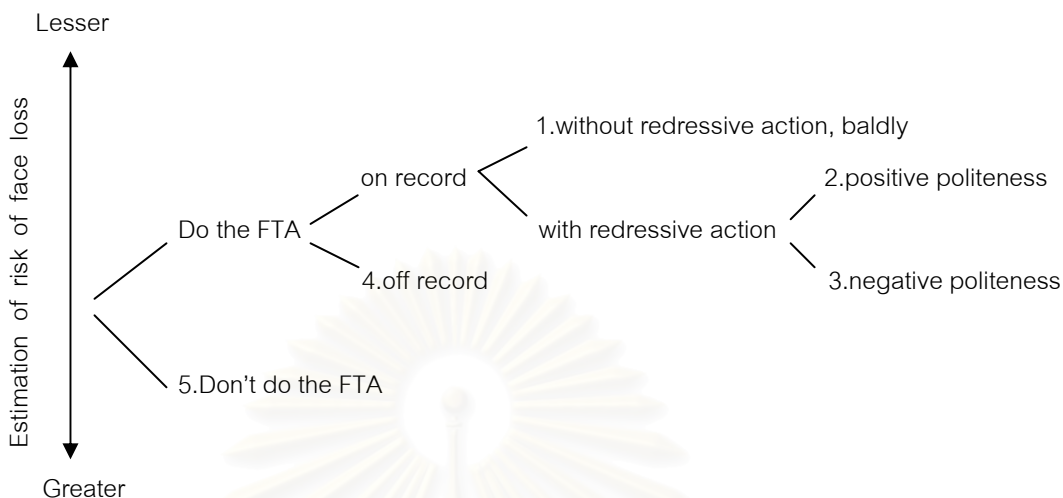 Lesser
Estimation of risk of face loss
1.without redressive action, baldly
on record
2.positive politeness
Do the FTA
with redressive action
4.off record
3.negative politeness
5.Don't do the FTA
Greater